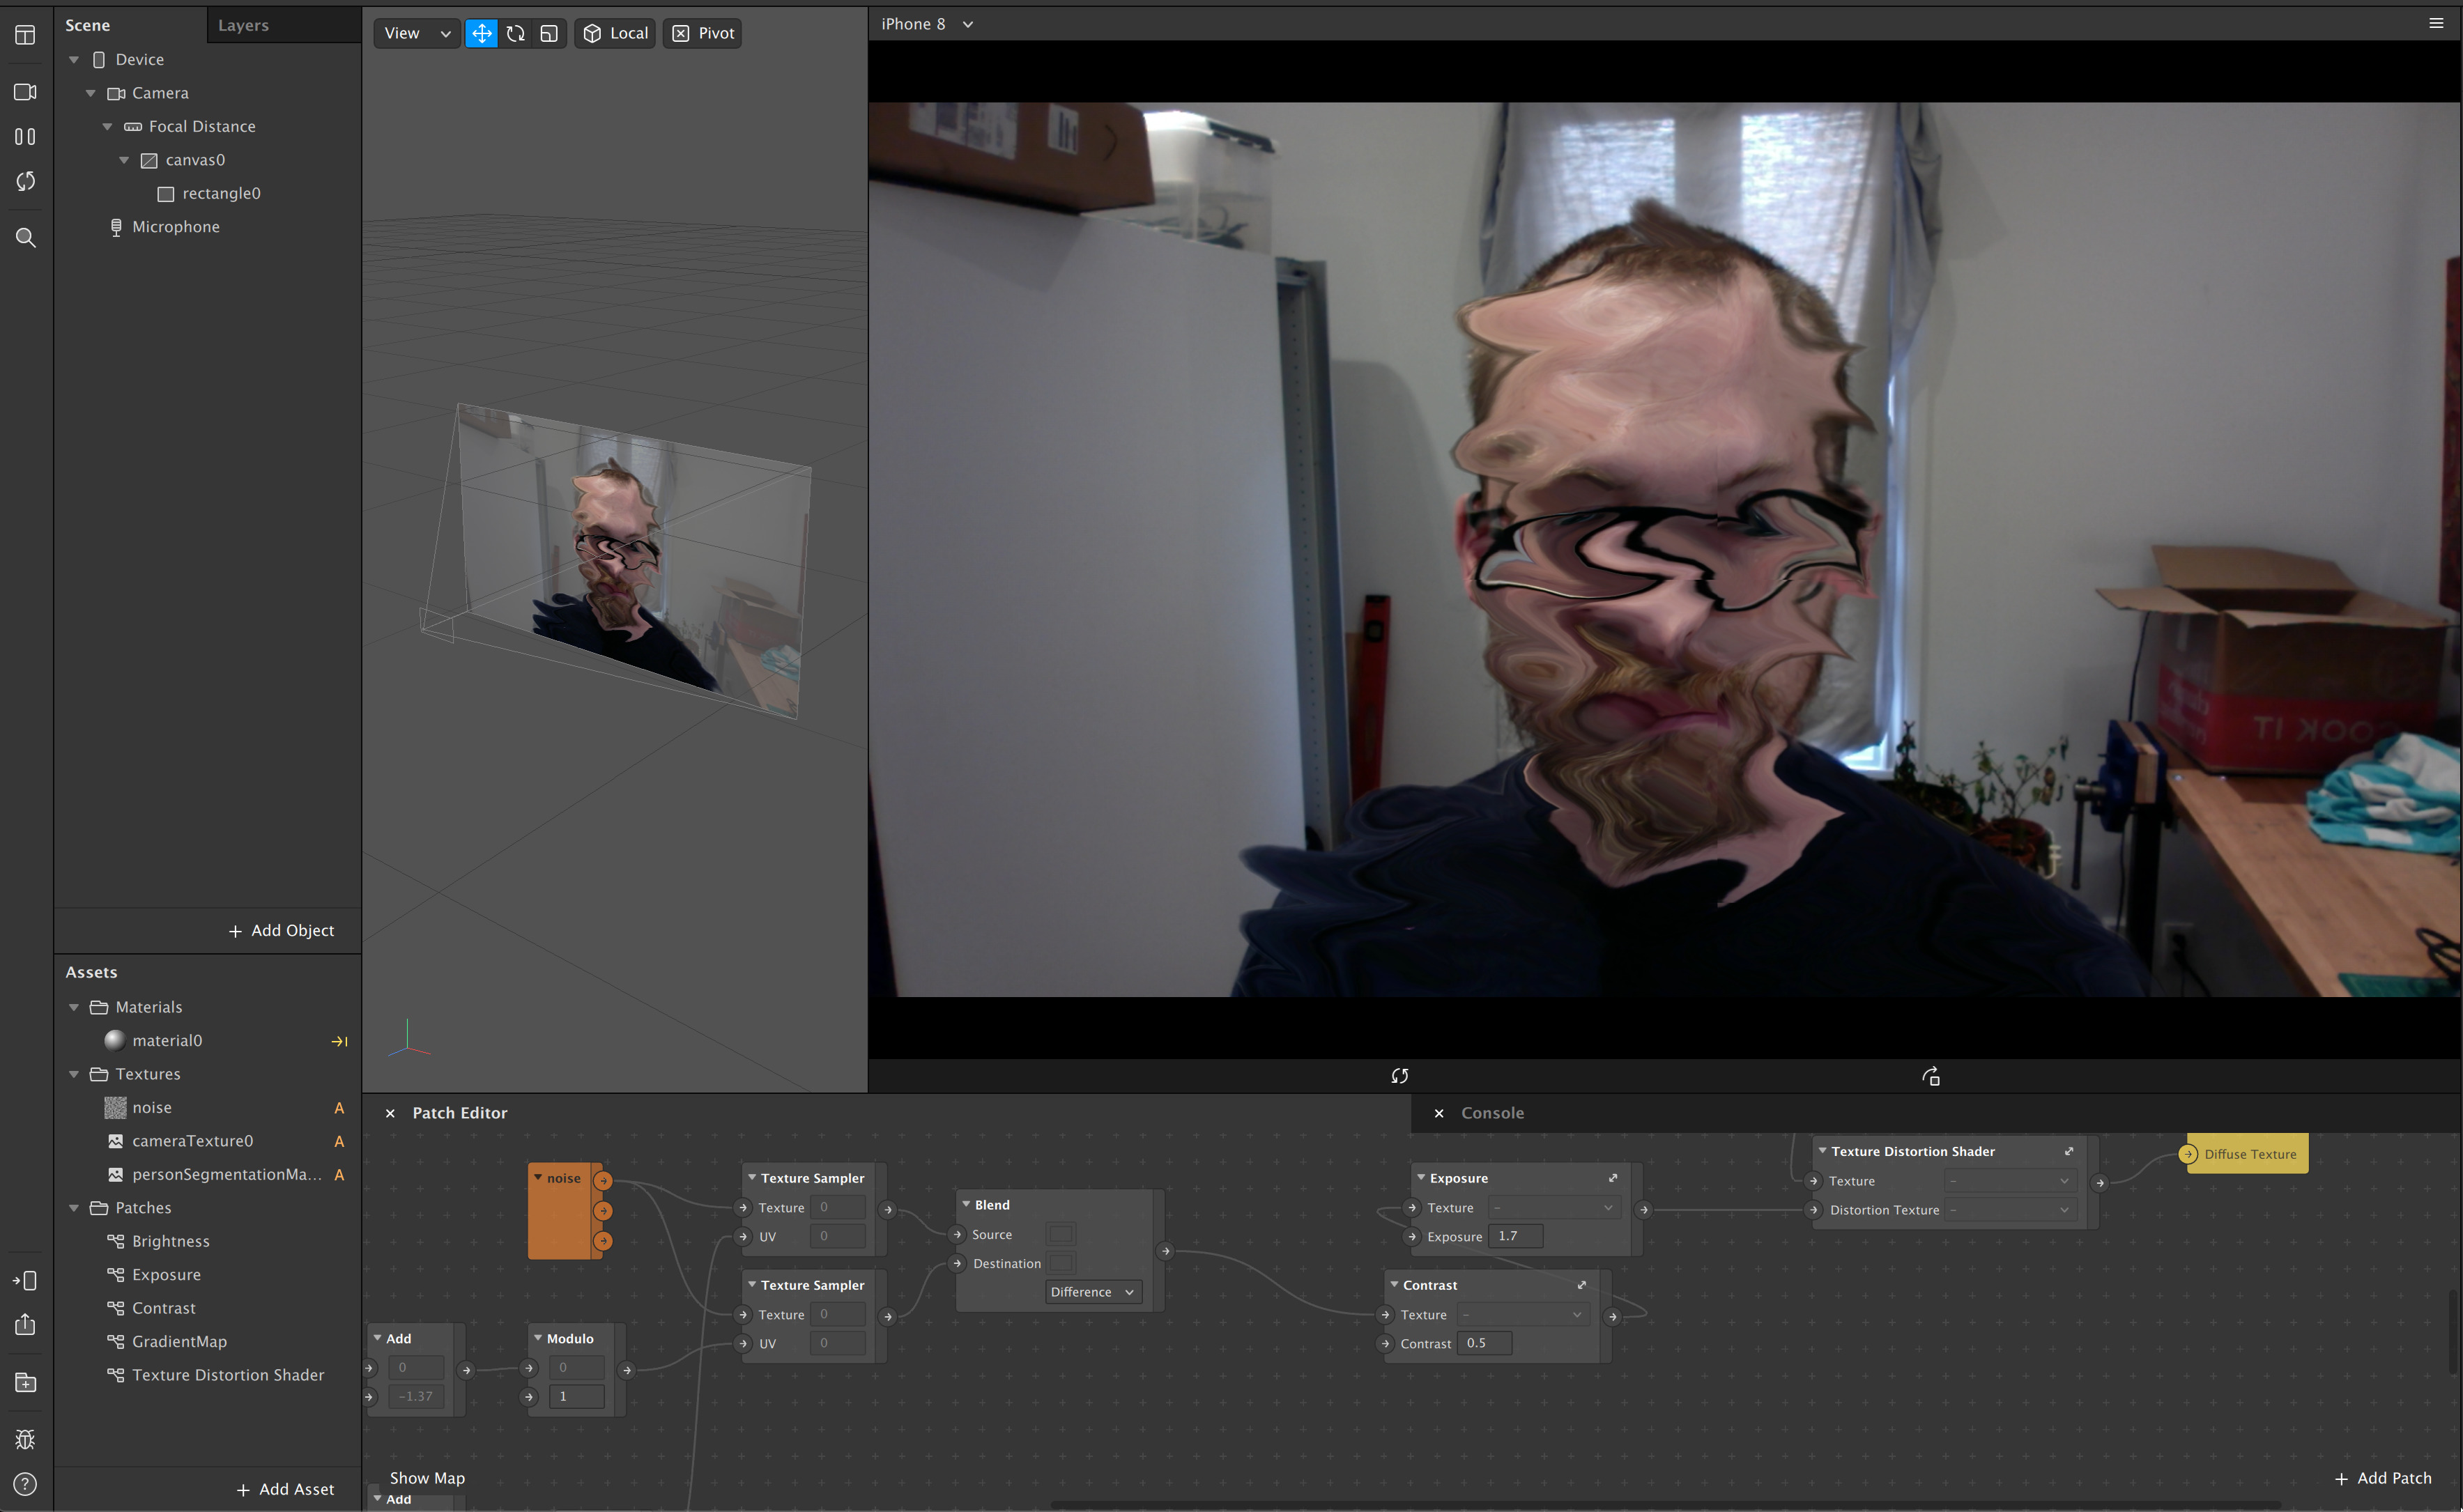 Scene
Layers
Device
Camera
Focal Distance
canvas0
rectangle0
Microphone
+ Add Object
Assets
Materials
material0
Textures
noise A
cameraTexture0 A
personSegmentationMa... A
Patches
Brightness
Exposure
Contrast
GradientMap
Texture Distortion Shader
+ Add Asset
View
Local
Pivot
iPhone 8
COOK IT
Patch Editor
Console
noise
Add
0
−1.37
Modulo
0
1
Texture Sampler
Texture 0
UV 0
Texture Sampler
Texture 0
UV 0
Blend
Source
Destination
Difference
Exposure
Texture –
Exposure 1.7
Contrast
Texture –
Contrast 0.5
Texture Distortion Shader
Texture –
Distortion Texture –
Diffuse Texture
Show Map
Add
+ Add Patch